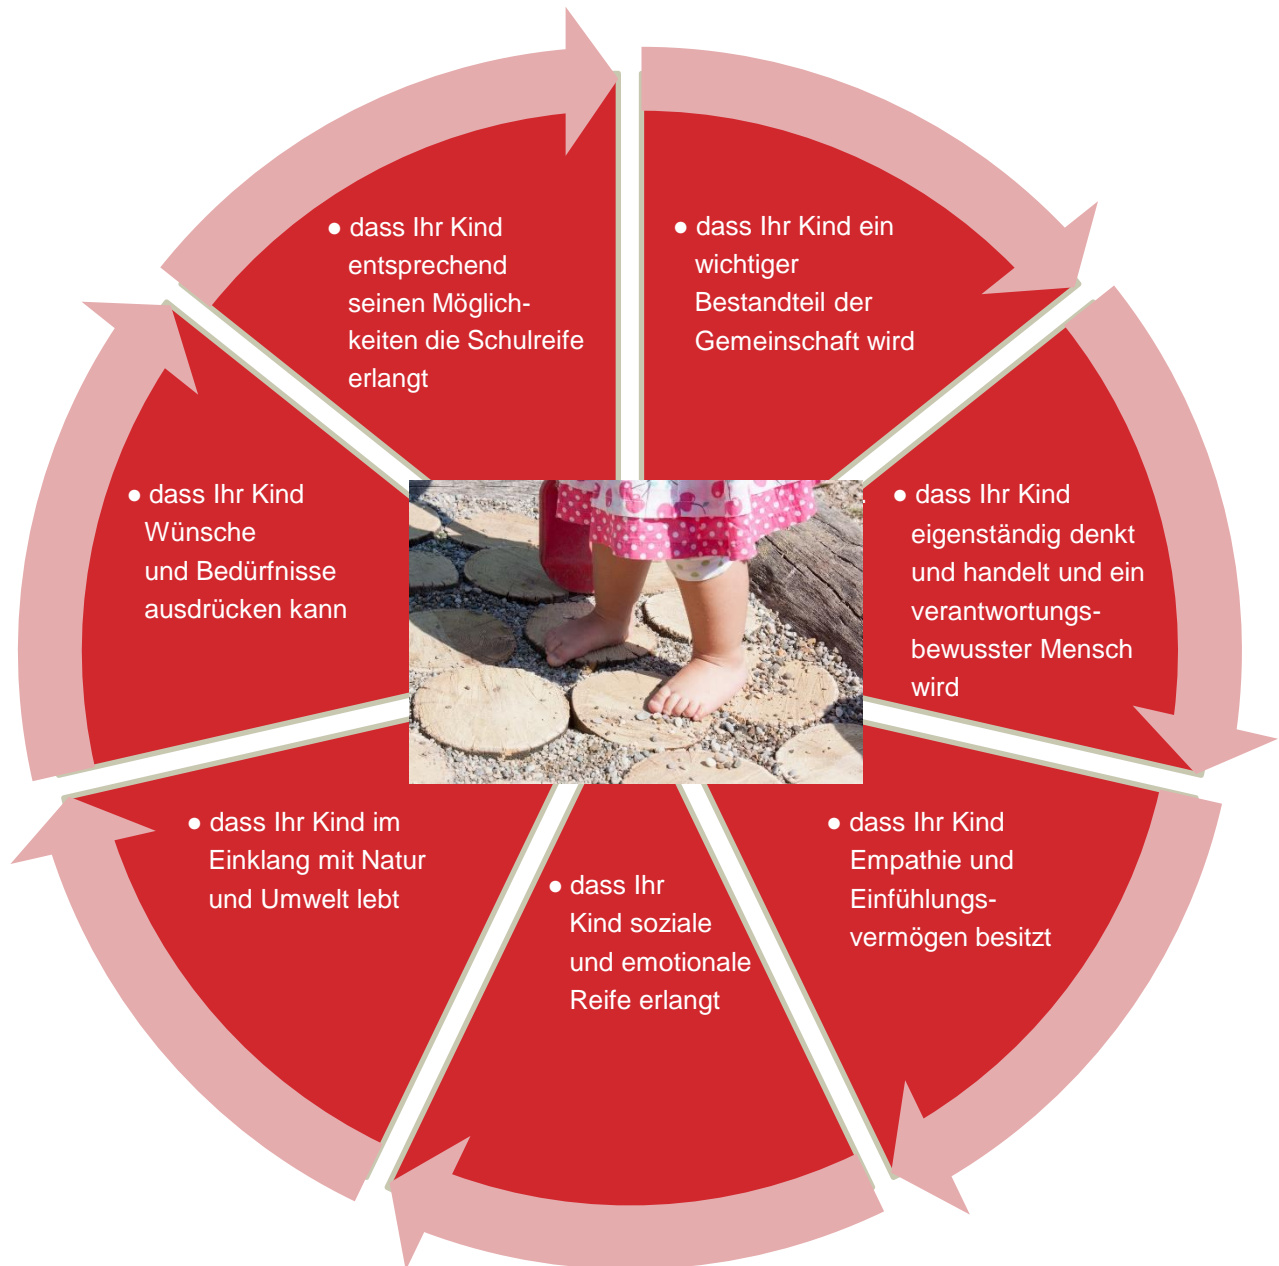 ● dass Ihr Kind
entsprechend
seinen Möglich-
keiten die Schulreife
erlangt
● dass Ihr Kind ein
wichtiger
Bestandteil der
Gemeinschaft wird
● dass Ihr Kind
Wünsche
und Bedürfnisse
ausdrücken kann
● dass Ihr Kind
eigenständig denkt
und handelt und ein
verantwortungs-
bewusster Mensch
wird
● dass Ihr Kind im
Einklang mit Natur
und Umwelt lebt
● dass Ihr
Kind soziale
und emotionale
Reife erlangt
● dass Ihr Kind
Empathie und
Einfühlungs-
vermögen besitzt